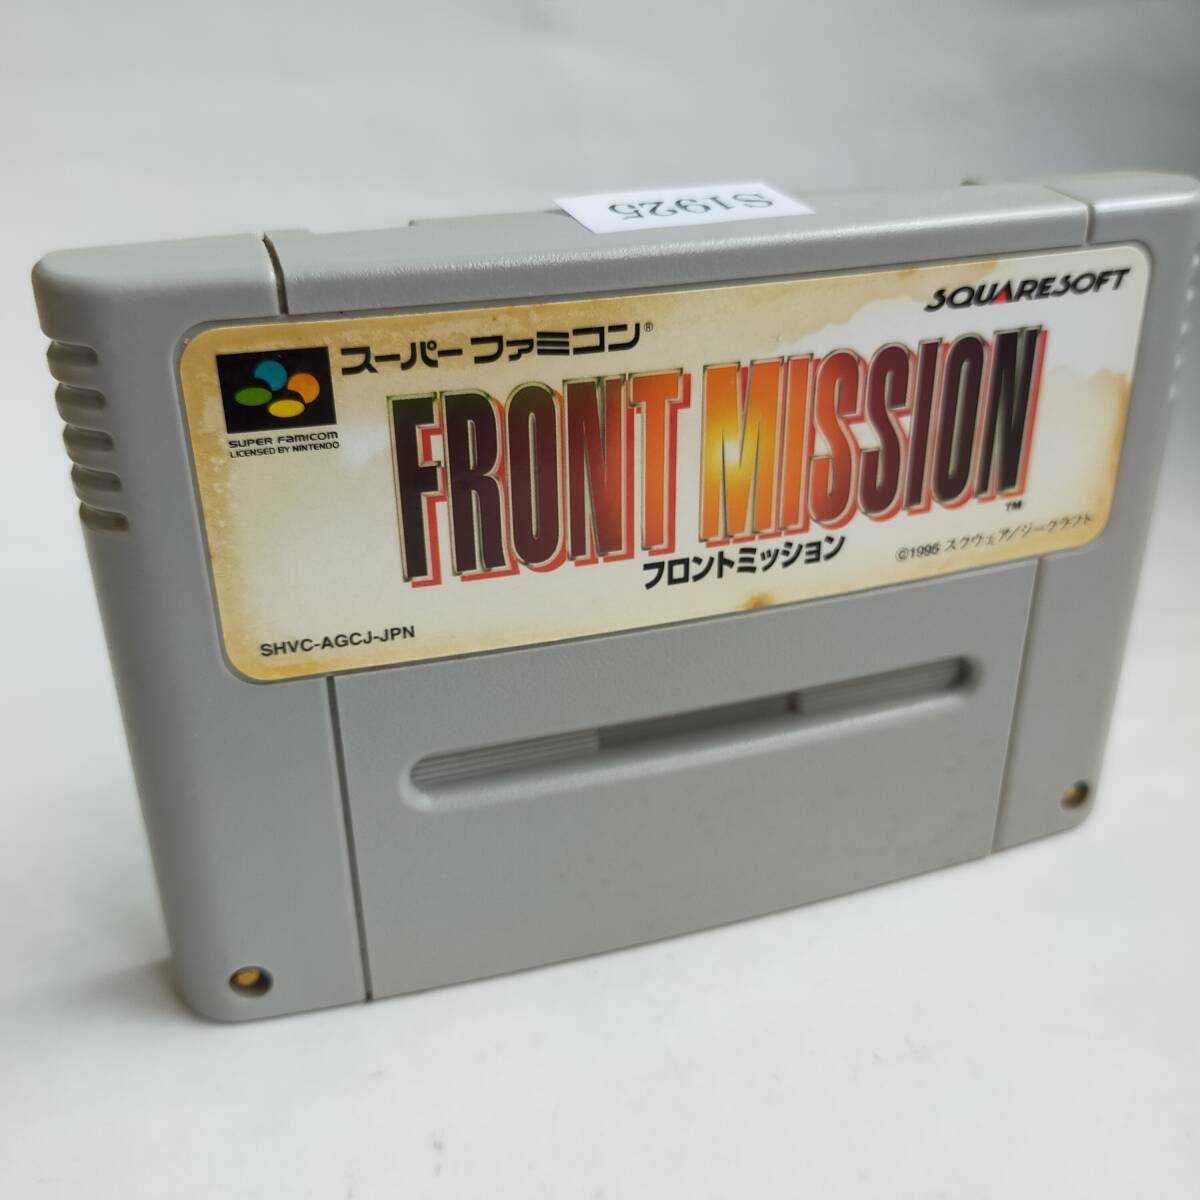 S1925
SQUARESOFT
スーパーファミコン®
SUPER FAMICOM
LICENSED BY NINTENDO
FRONT MISSION
TM
フロントミッション
©1995 スクウェア/ジークラフト
SHVC-AGCJ-JPN